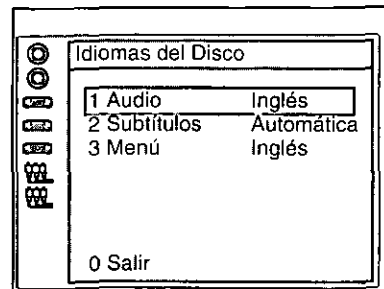 Idiomas del Disco
1 Audio Inglés
2 Subtítulos Automática
3 Menú Inglés
0 Salir